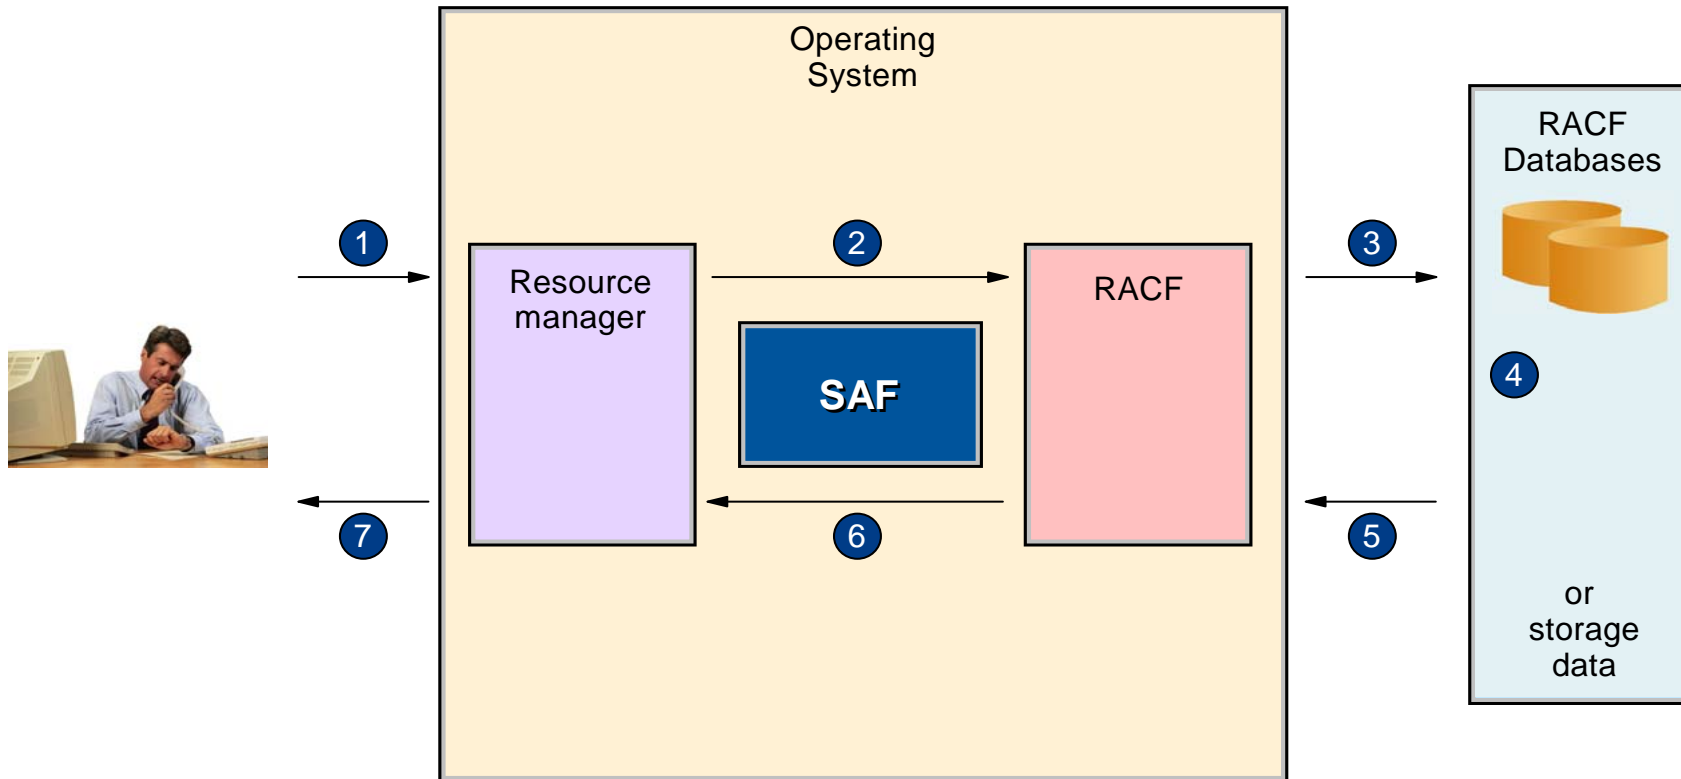 Operating
System
RACF
Databases
1
2
3
Resource
manager
RACF
SAF
4
7
6
5
or
storage
data